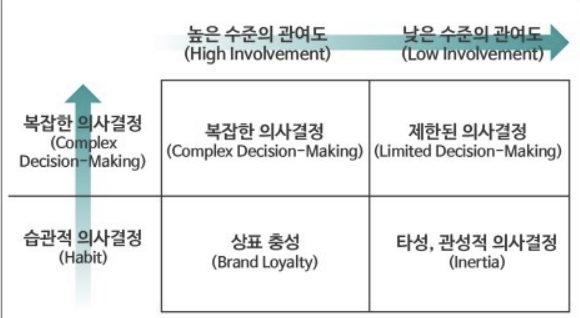 높은 수준의 관여도 낮은 수준의 관여도
(High Involvement) (Low Involvement)
복잡한 의사결정
(Complex
Decision-Making)
복잡한 의사결정
(Complex Decision-Making)
제한된 의사결정
(Limited Decision-Making)
습관적 의사결정
(Habit)
상표 충성
(Brand Loyalty)
타성, 관성적 의사결정
(Inertia)